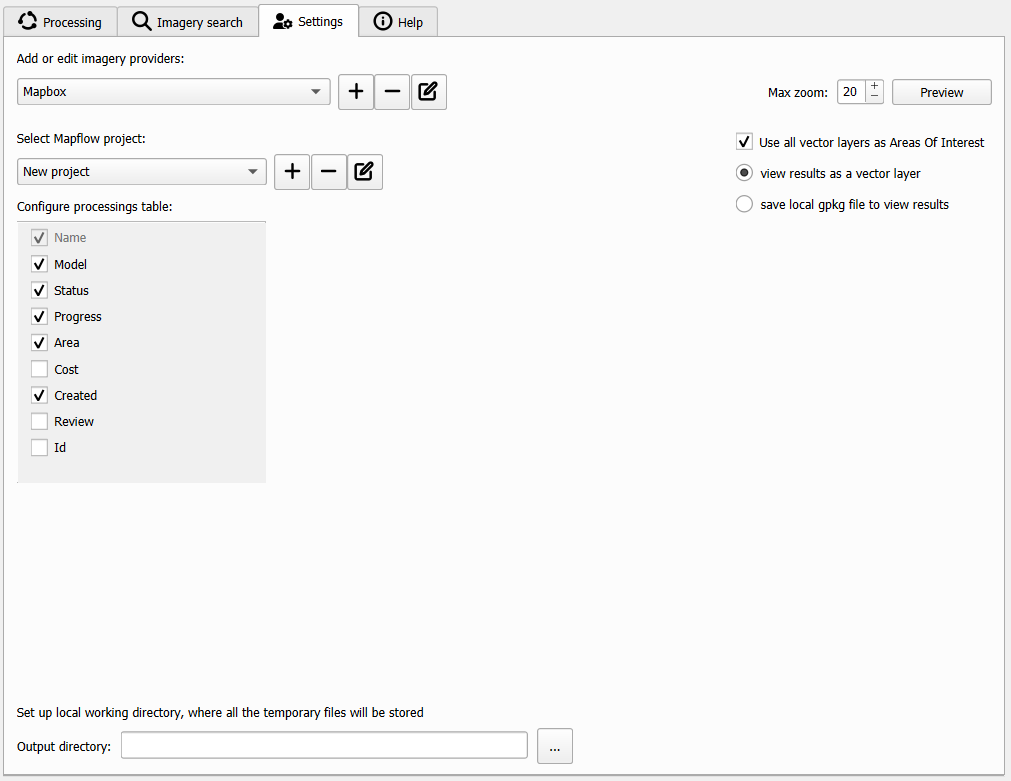 Processing Imagery search Settings Help
Add or edit imagery providers:
Mapbox
Max zoom: 20 Preview
Select Mapflow project:
Use all vector layers as Areas Of Interest
New project
view results as a vector layer
Configure processings table:
save local gpkg file to view results
Name
Model
Status
Progress
Area
Cost
Created
Review
Id
Set up local working directory, where all the temporary files will be stored
Output directory: ...